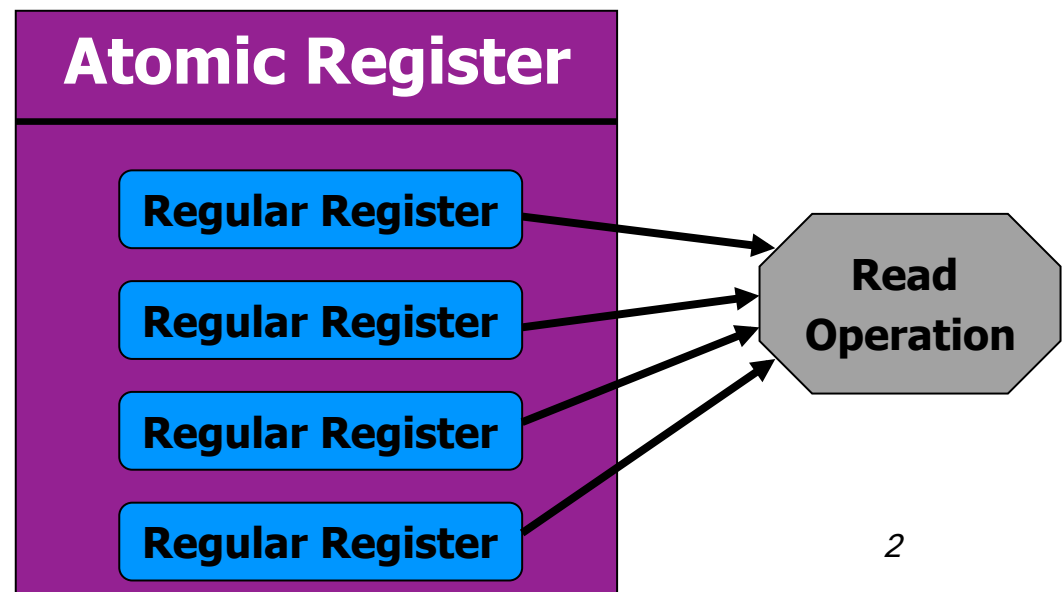 Atomic Register
Regular Register
Regular Register
Regular Register
Regular Register
Read
Operation
2